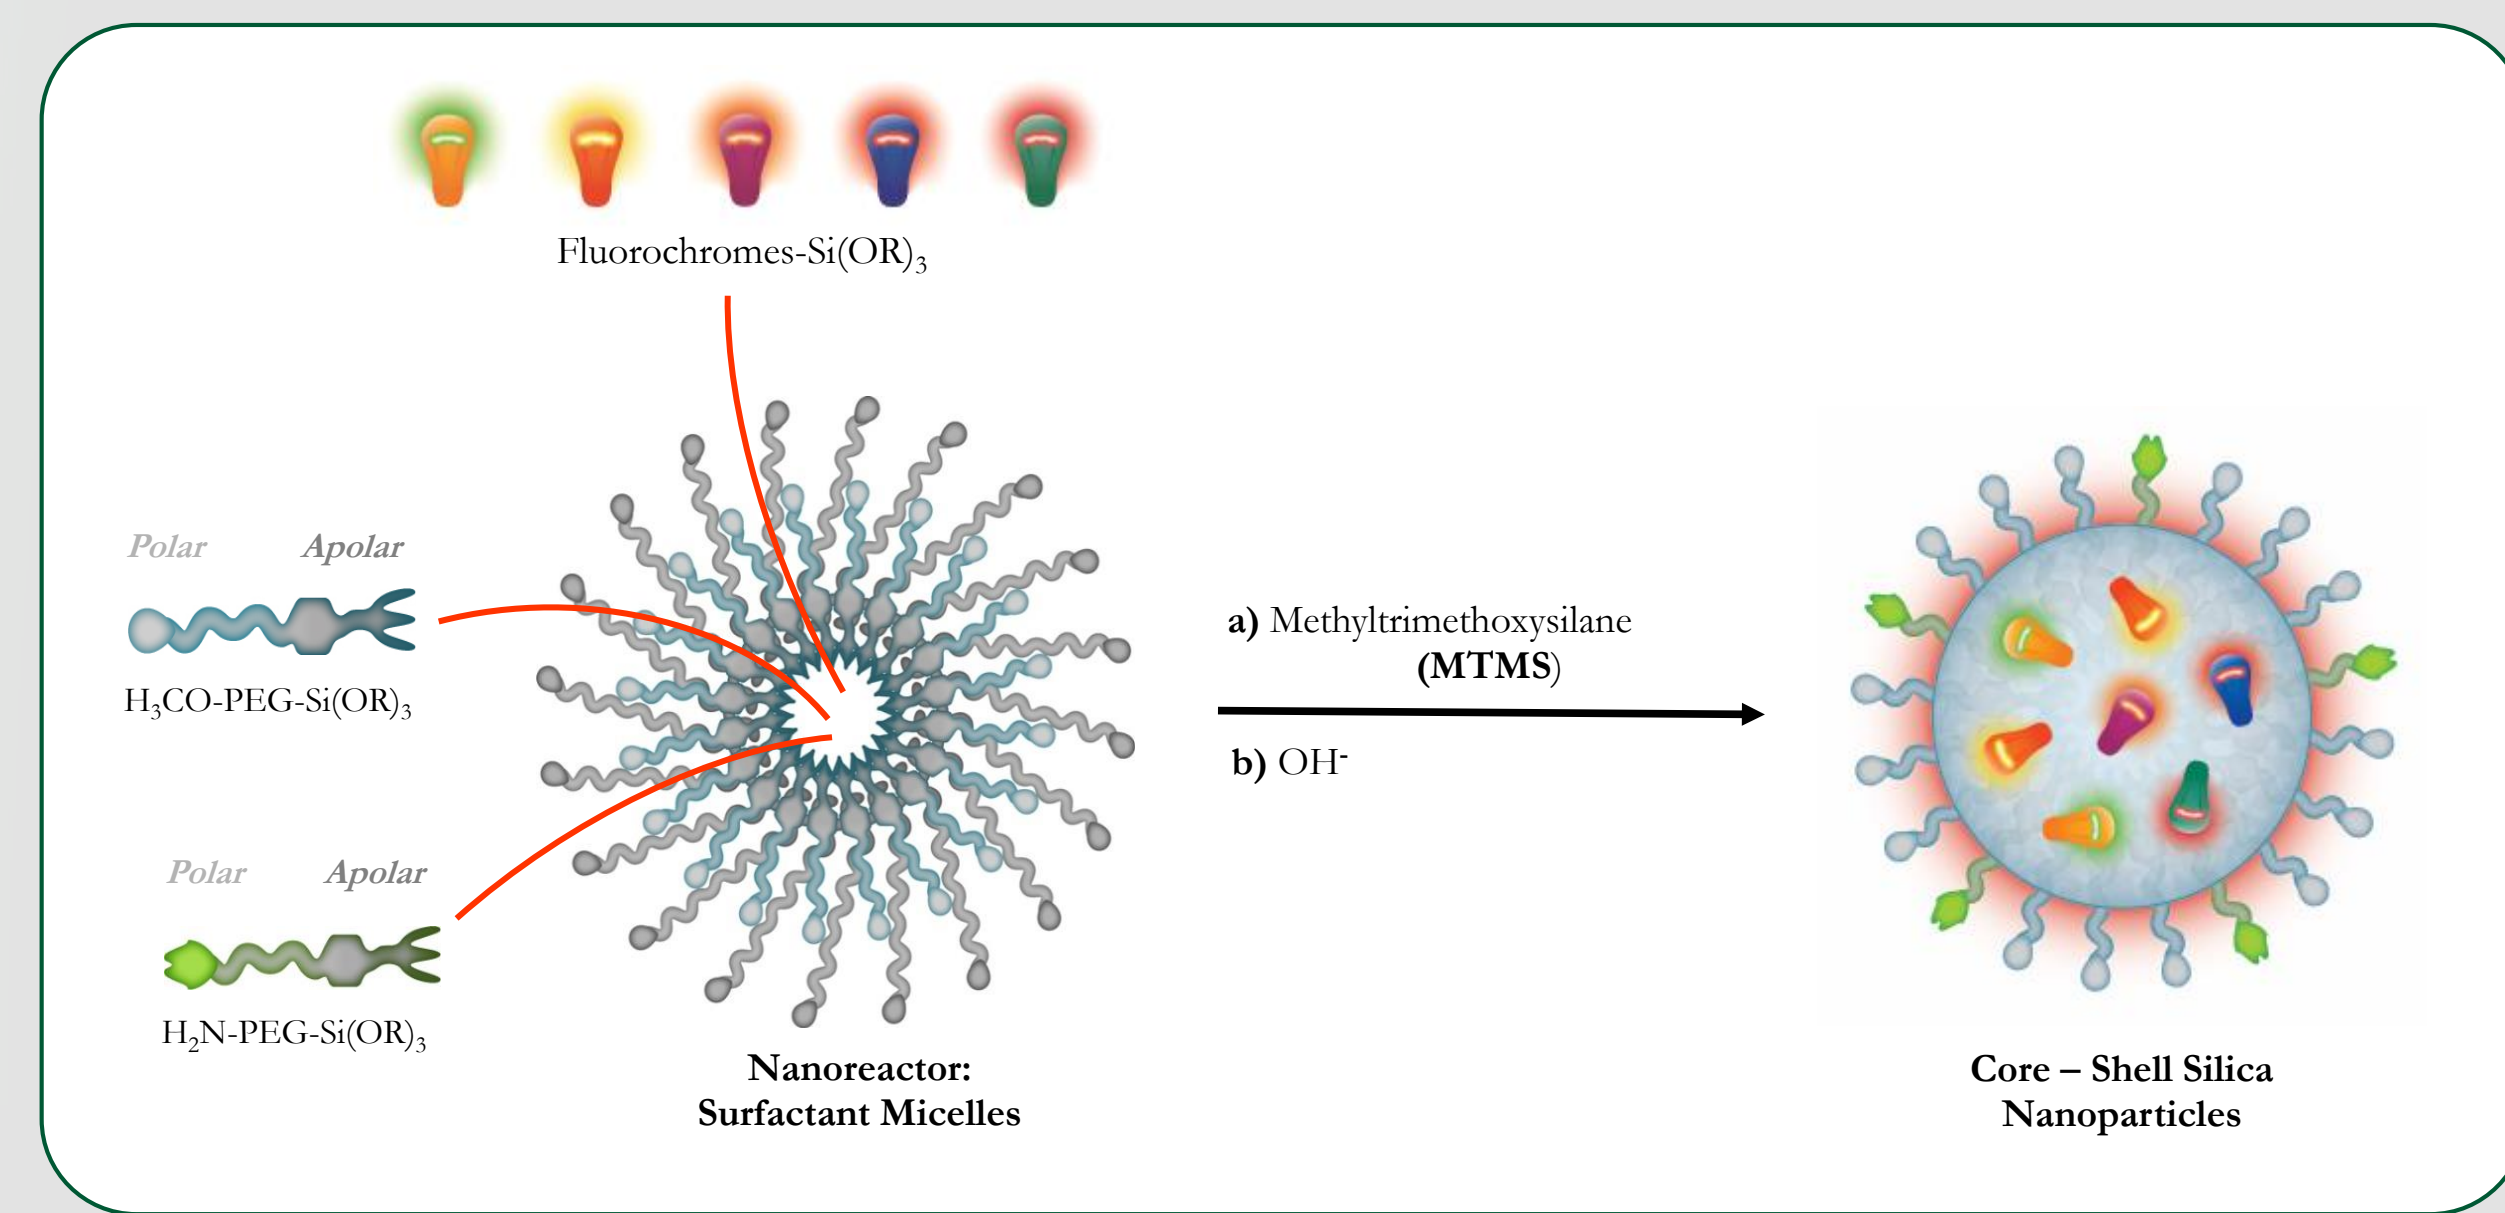 Fluorochromes-Si(OR)₃
Polar Apolar
H₃CO-PEG-Si(OR)₃
Polar Apolar
H₂N-PEG-Si(OR)₃
Nanoreactor:
Surfactant Micelles
a) Methyltrimethoxysilane
(MTMS)
b) OH⁻
Core – Shell Silica
Nanoparticles